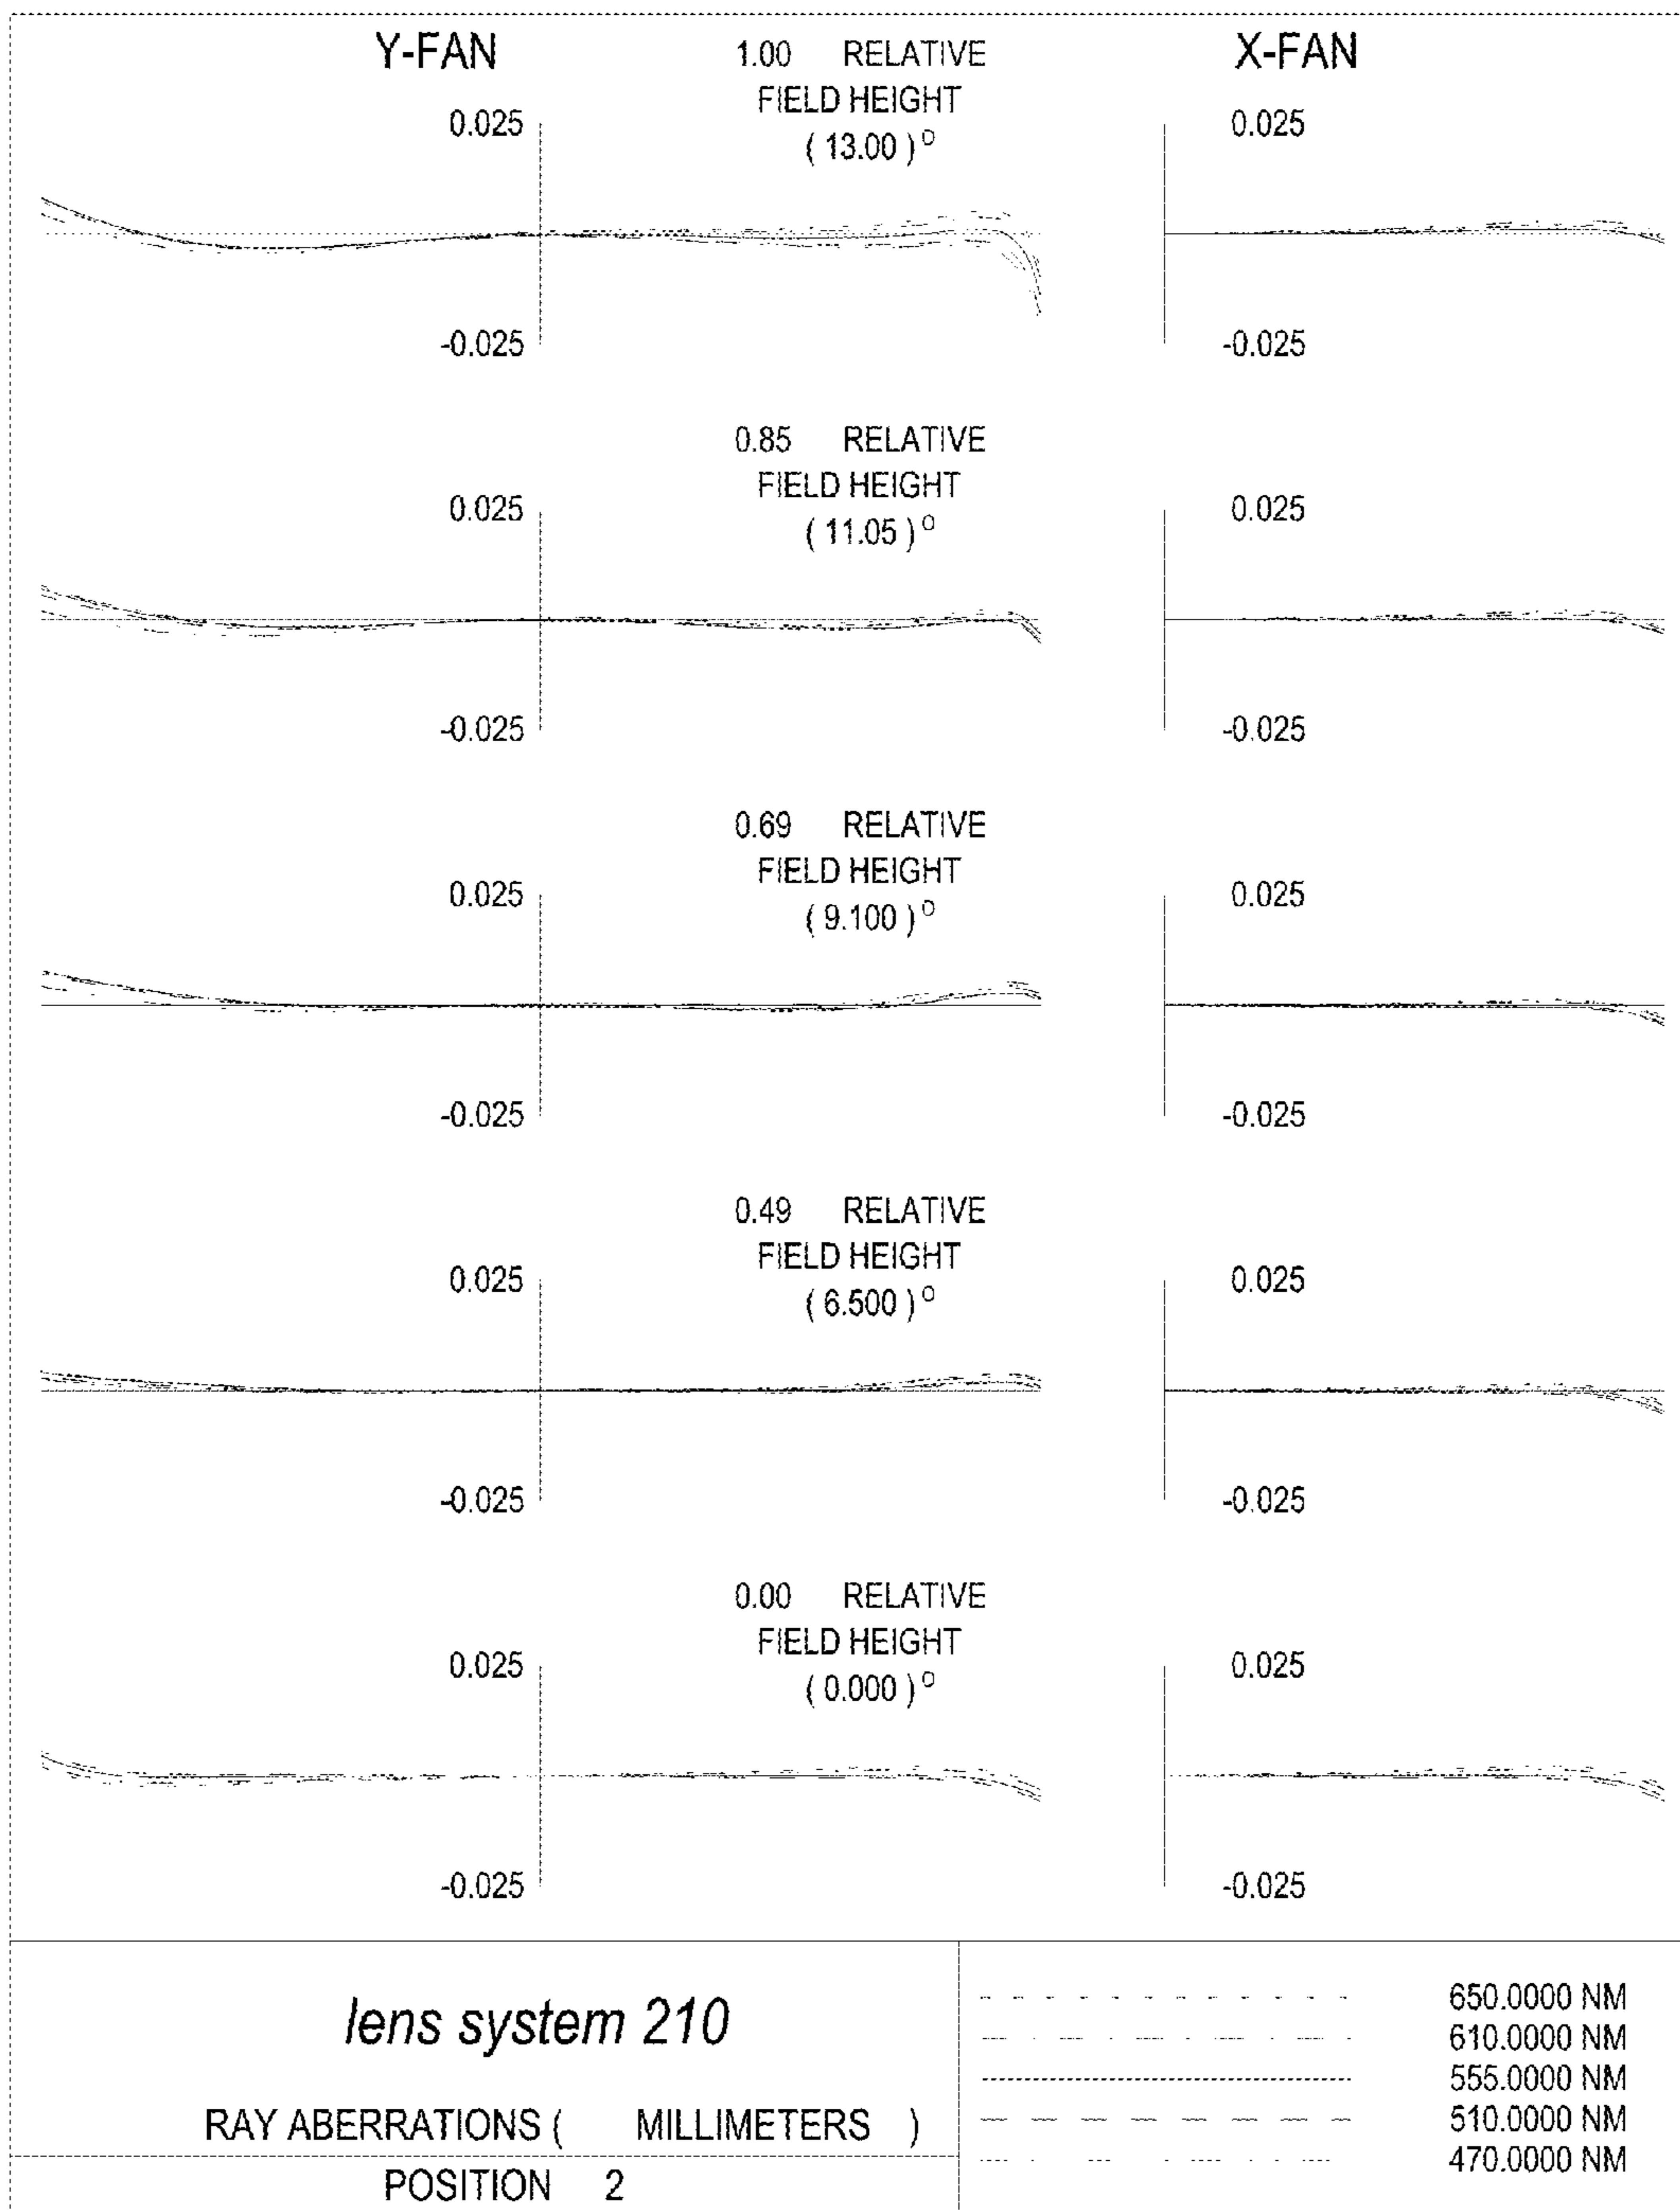 Y-FAN
1.00 RELATIVE
FIELD HEIGHT
( 13.00 )°
X-FAN
0.025
0.025
-0.025
-0.025
0.85 RELATIVE
FIELD HEIGHT
( 11.05 )°
0.025
0.025
-0.025
-0.025
0.69 RELATIVE
FIELD HEIGHT
( 9.100 )°
0.025
0.025
-0.025
-0.025
0.49 RELATIVE
FIELD HEIGHT
( 6.500 )°
0.025
0.025
-0.025
-0.025
0.00 RELATIVE
FIELD HEIGHT
( 0.000 )°
0.025
0.025
-0.025
-0.025
lens system 210
RAY ABERRATIONS ( MILLIMETERS )
POSITION 2
650.0000 NM
610.0000 NM
555.0000 NM
510.0000 NM
470.0000 NM